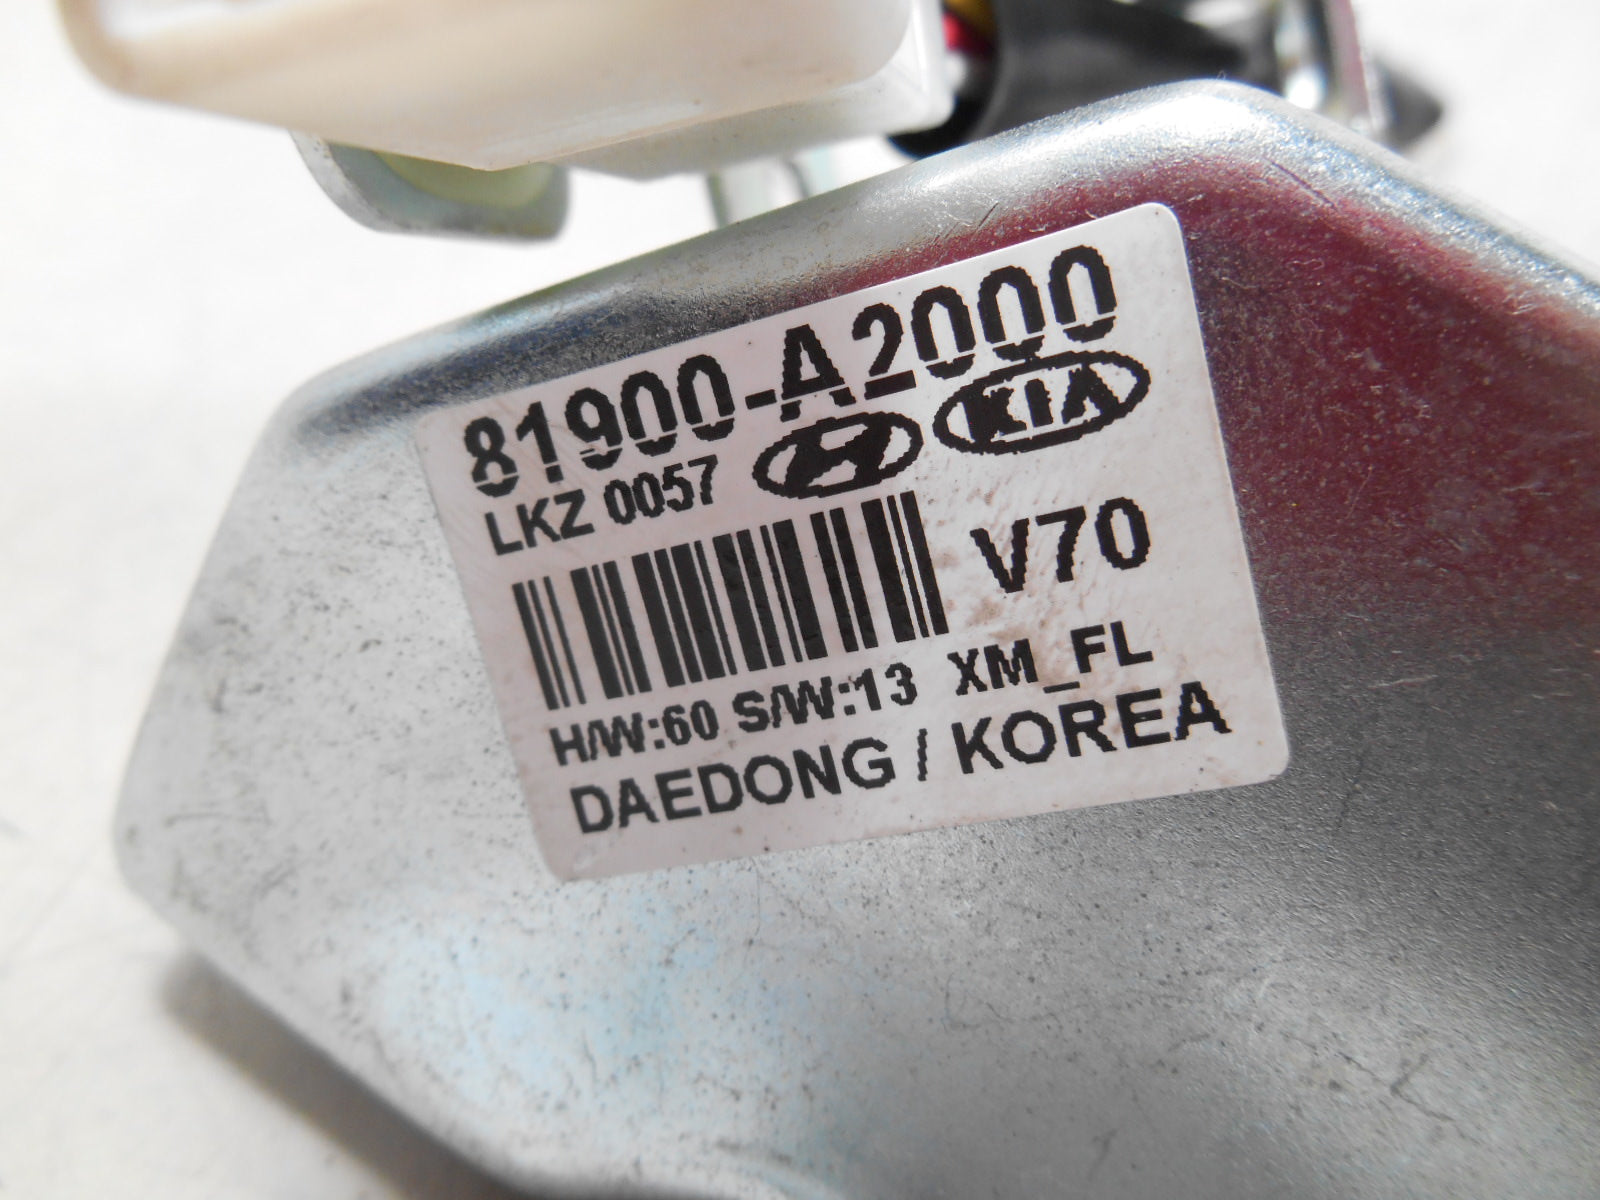 81900-A2000
LKZ 0057 KIA
V70
H/W:60 S/W:13 XM_FL
DAEDONG / KOREA